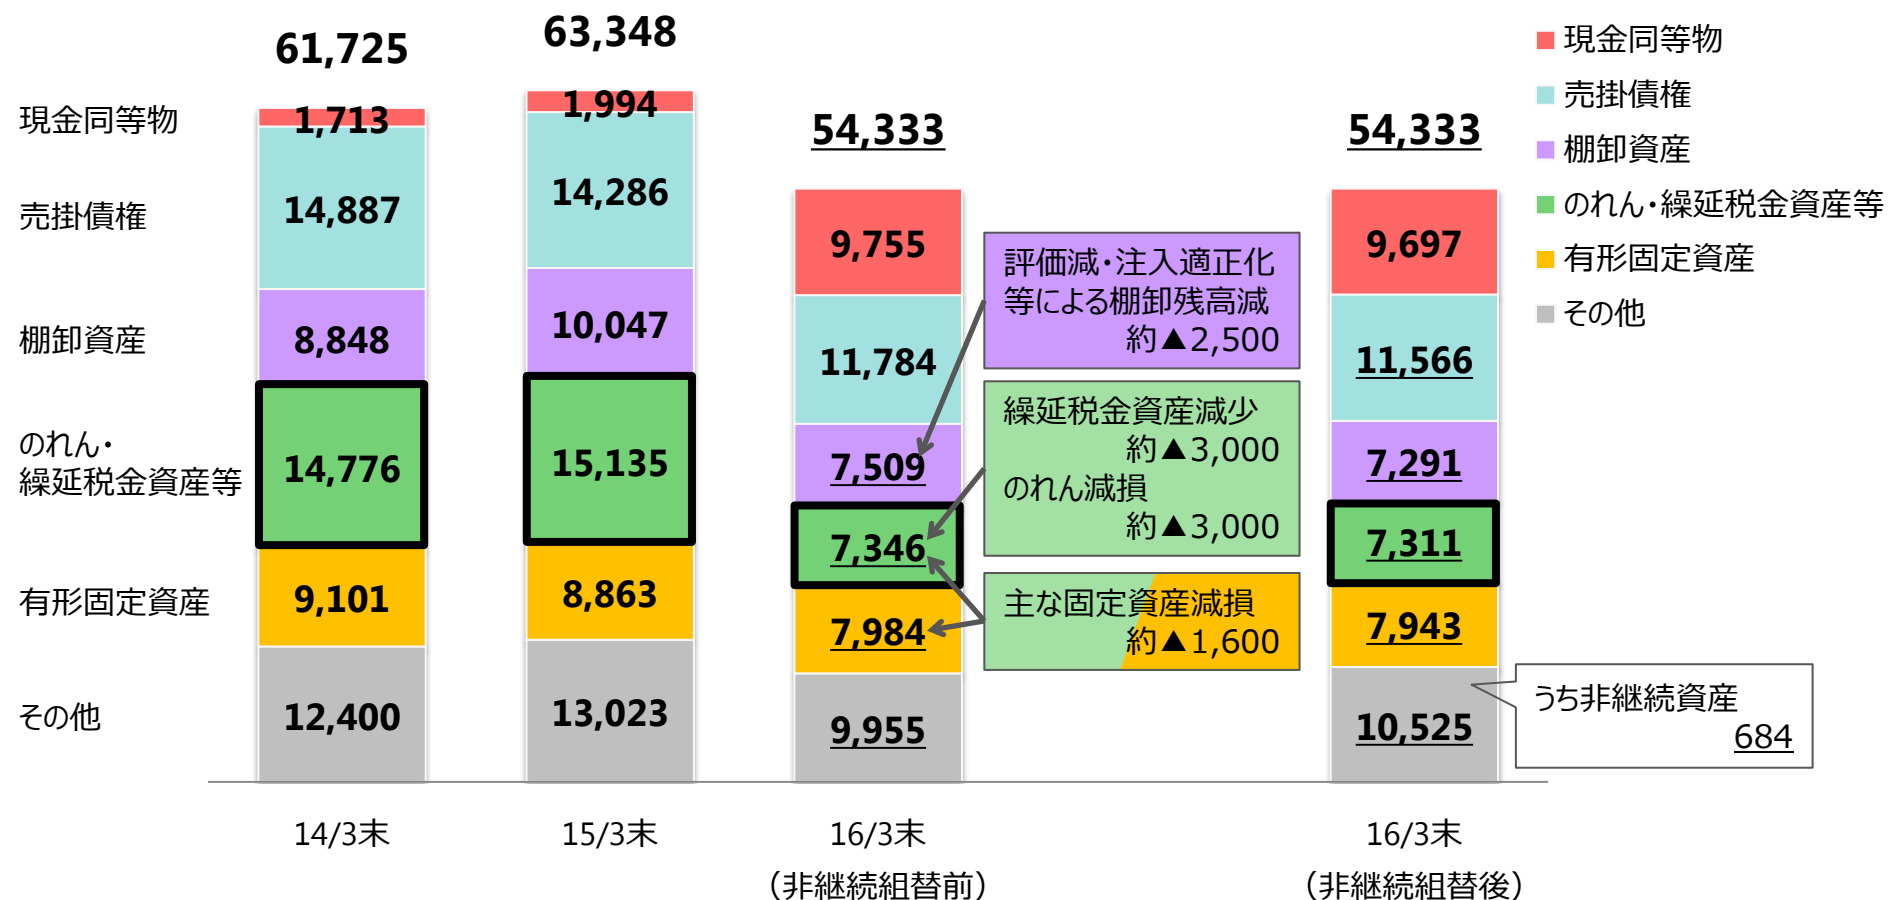 61,725
63,348
54,333
54,333
現金同等物
売掛債権
棚卸資産
のれん・
繰延税金資産等
有形固定資産
その他
1,713
14,887
8,848
14,776
9,101
12,400
1,994
14,286
10,047
15,135
8,863
13,023
9,755
11,784
7,509
7,346
7,984
9,955
評価減・注入適正化
等による棚卸残高減
約▲2,500
繰延税金資産減少
約▲3,000
のれん減損
約▲3,000
主な固定資産減損
約▲1,600
9,697
11,566
7,291
7,311
7,943
10,525
うち非継続資産
684
現金同等物
売掛債権
棚卸資産
のれん・繰延税金資産等
有形固定資産
その他
14/3末
15/3末
16/3末
（非継続組替前）
16/3末
（非継続組替後）